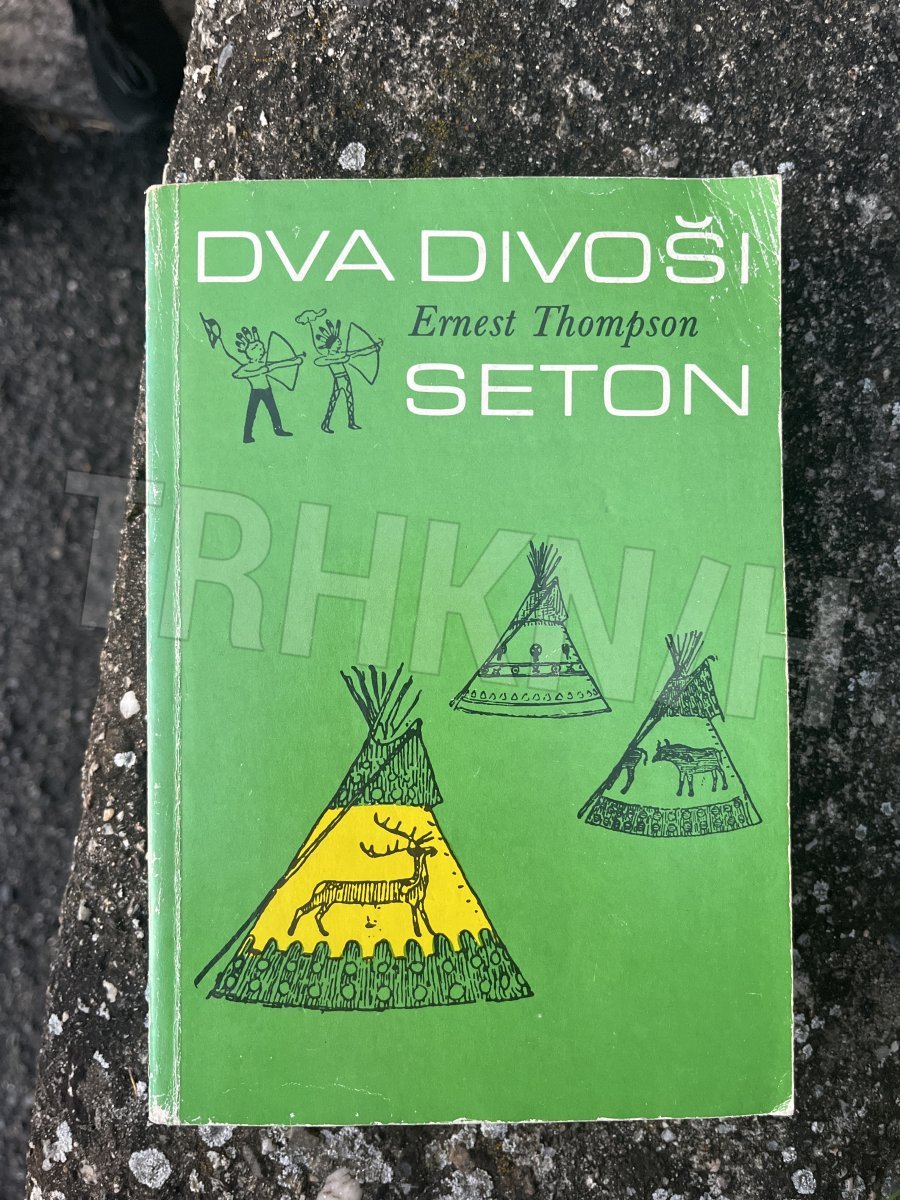 DVA DIVOŠI
Ernest Thompson
SETON
TRHKNIH